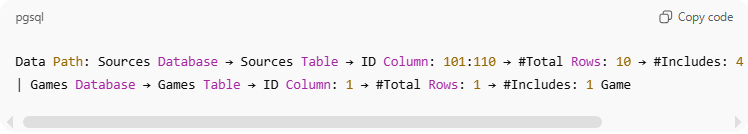 pgsql
Copy code
Data Path: Sources Database → Sources Table → ID Column: 101:110 → #Total Rows: 10 → #Includes: 4
| Games Database → Games Table → ID Column: 1 → #Total Rows: 1 → #Includes: 1 Game